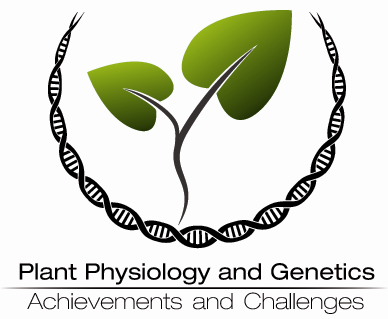 Plant Physiology and Genetics
Achievements and Challenges